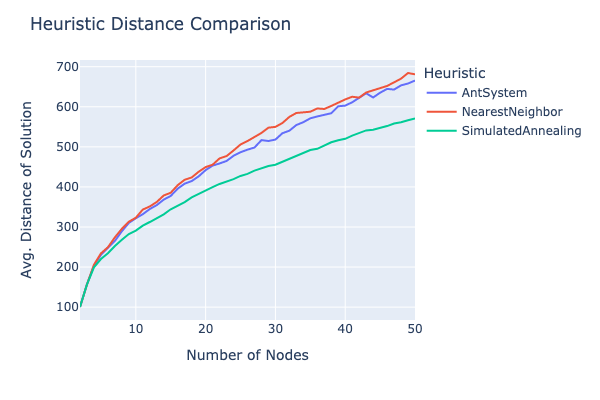 Heuristic Distance Comparison
Heuristic
AntSystem
NearestNeighbor
SimulatedAnnealing
Avg. Distance of Solution
700
600
500
400
300
200
100
10
20
30
40
50
Number of Nodes